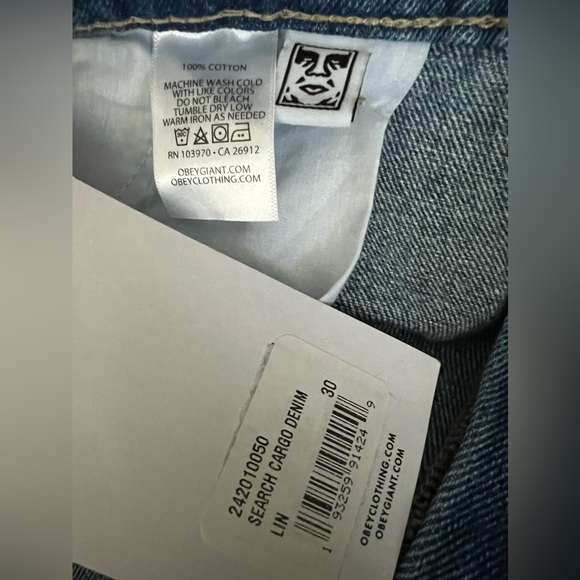 100% COTTON
MACHINE WASH COLD
WITH LIKE COLORS
DO NOT BLEACH
TUMBLE DRY LOW
WARM IRON AS NEEDED
RN 103970 • CA 26912
OBEYGIANT.COM
OBEYCLOTHING.COM
242010050
SEARCH CARGO DENIM
LIN
30
1 93259 91424 9
OBEYCLOTHING.COM
OBEYGIANT.COM